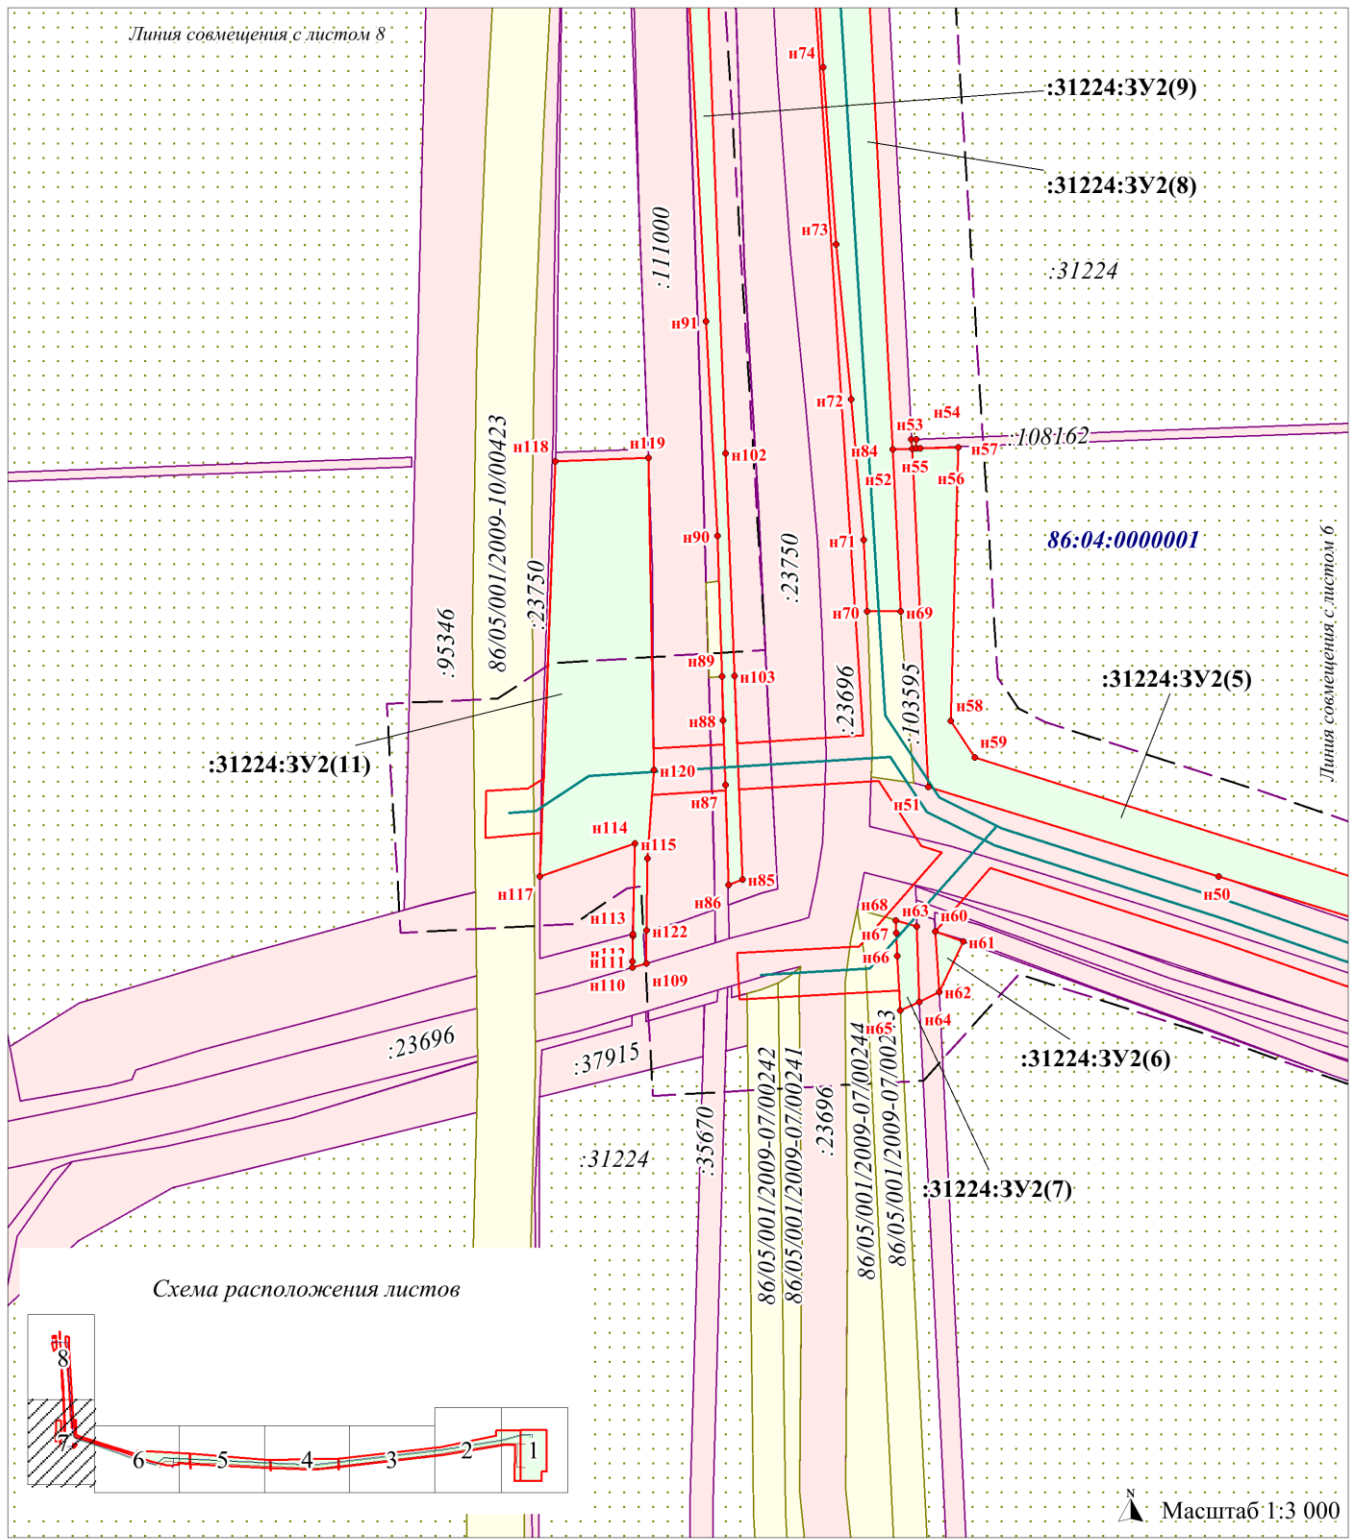 Линия совмещения с листом 8
н74
:31224:ЗУ2(9)
:31224:ЗУ2(8)
:111000
н73
:31224
н91
н72
н53
н54
:108162
н118
н119
н84
н57
н102
н52
н55
н56
86/05/001/2009-10/00423
н90
н71
86:04:0000001
:23750
:23750
Линия совмещения с листом 6
:95346
н70
н69
н89
н103
:23696
:103595
:31224:ЗУ2(5)
н88
н58
н59
:31224:ЗУ2(11)
н120
н87
н51
н114
н115
н117
н86
н85
н50
н113
н122
н68
н63
н60
н67
н61
н112
н111
н66
н110
н109
н62
н65
н64
:23696
:37915
:31224:ЗУ2(6)
:31224
:35670
86/05/001/2009-07/00242
86/05/001/2009-07/00241
:23696
86/05/001/2009-07/00244
86/05/001/2009-07/00243
:31224:ЗУ2(7)
Схема расположения листов
8
7
6
5
4
3
2
1
N
Масштаб 1:3 000